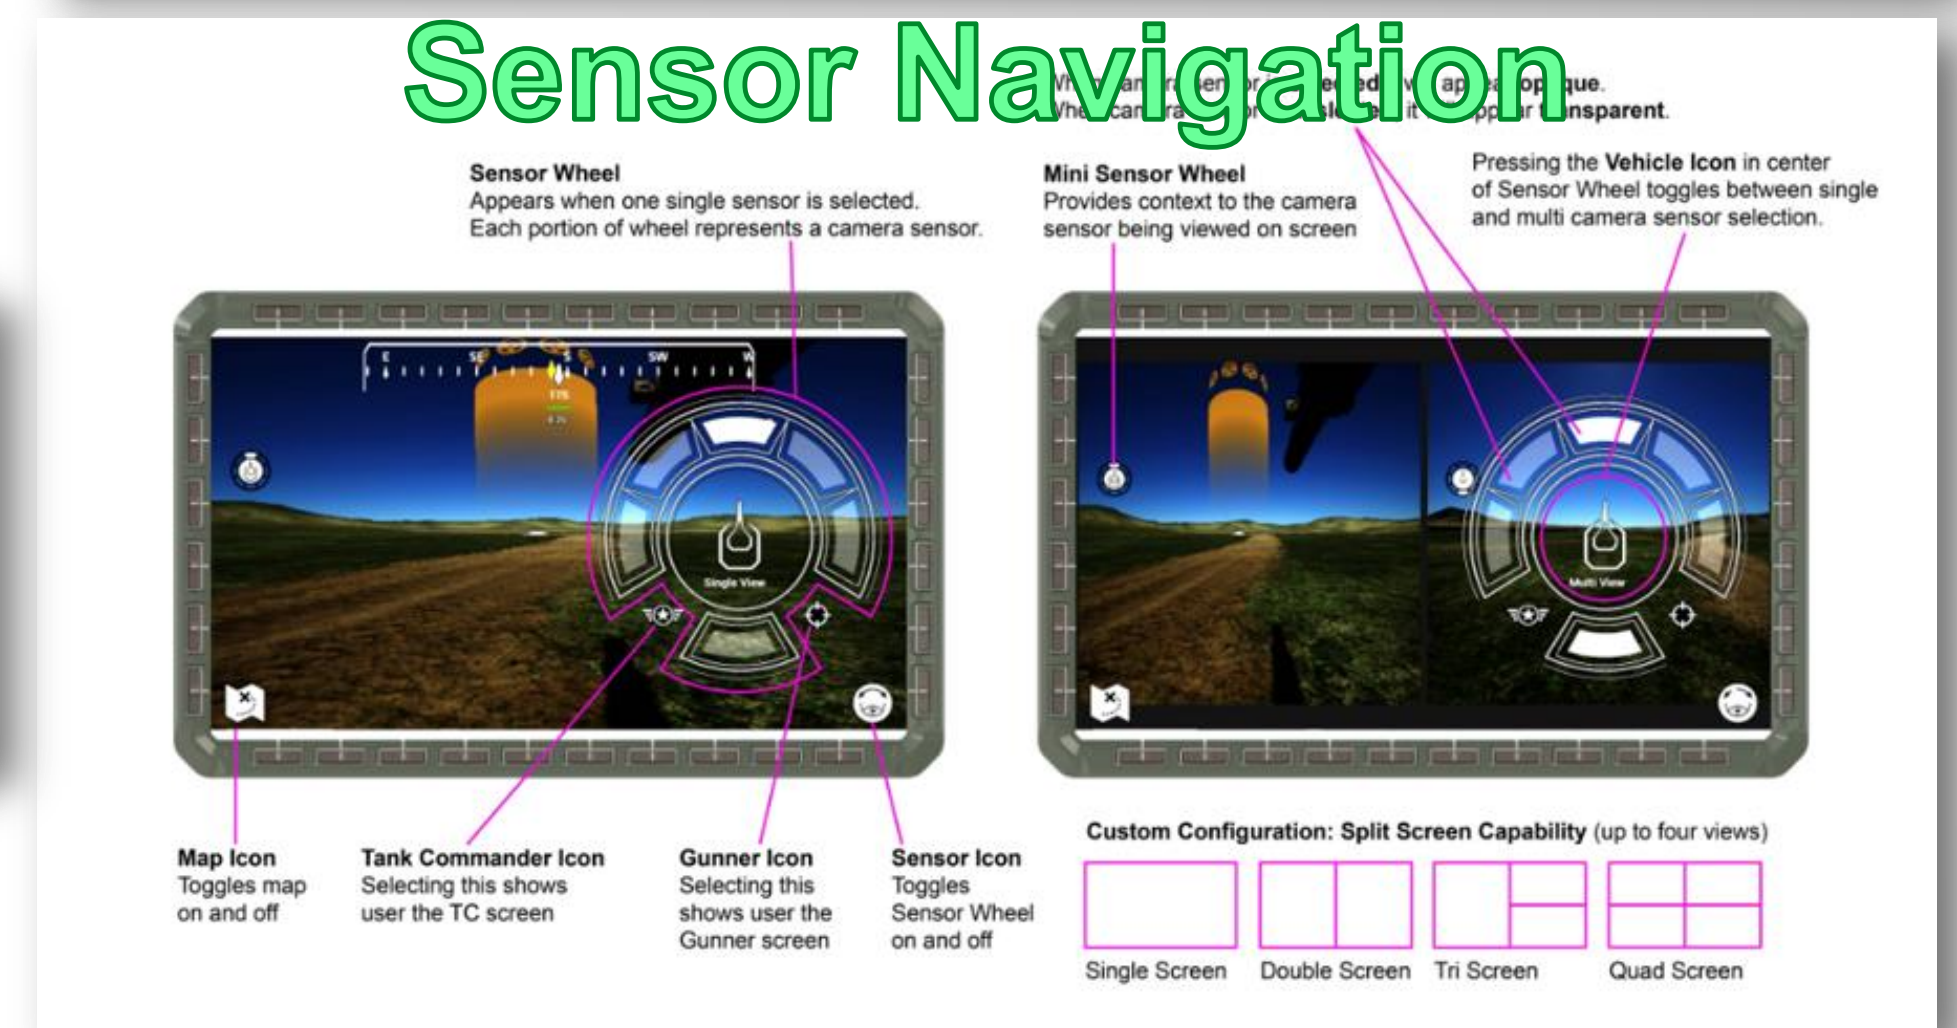 Sensor Navigation
que.
transparent.
Sensor Wheel
Appears when one single sensor is selected.
Each portion of wheel represents a camera sensor.
Mini Sensor Wheel
Provides context to the camera
sensor being viewed on screen
Pressing the Vehicle Icon in center
of Sensor Wheel toggles between single
and multi camera sensor selection.
E SE S SW W
175
Single View
Multi View
Map Icon
Toggles map
on and off
Tank Commander Icon
Selecting this shows
user the TC screen
Gunner Icon
Selecting this
shows user the
Gunner screen
Sensor Icon
Toggles
Sensor Wheel
on and off
Custom Configuration: Split Screen Capability (up to four views)
Single Screen
Double Screen
Tri Screen
Quad Screen